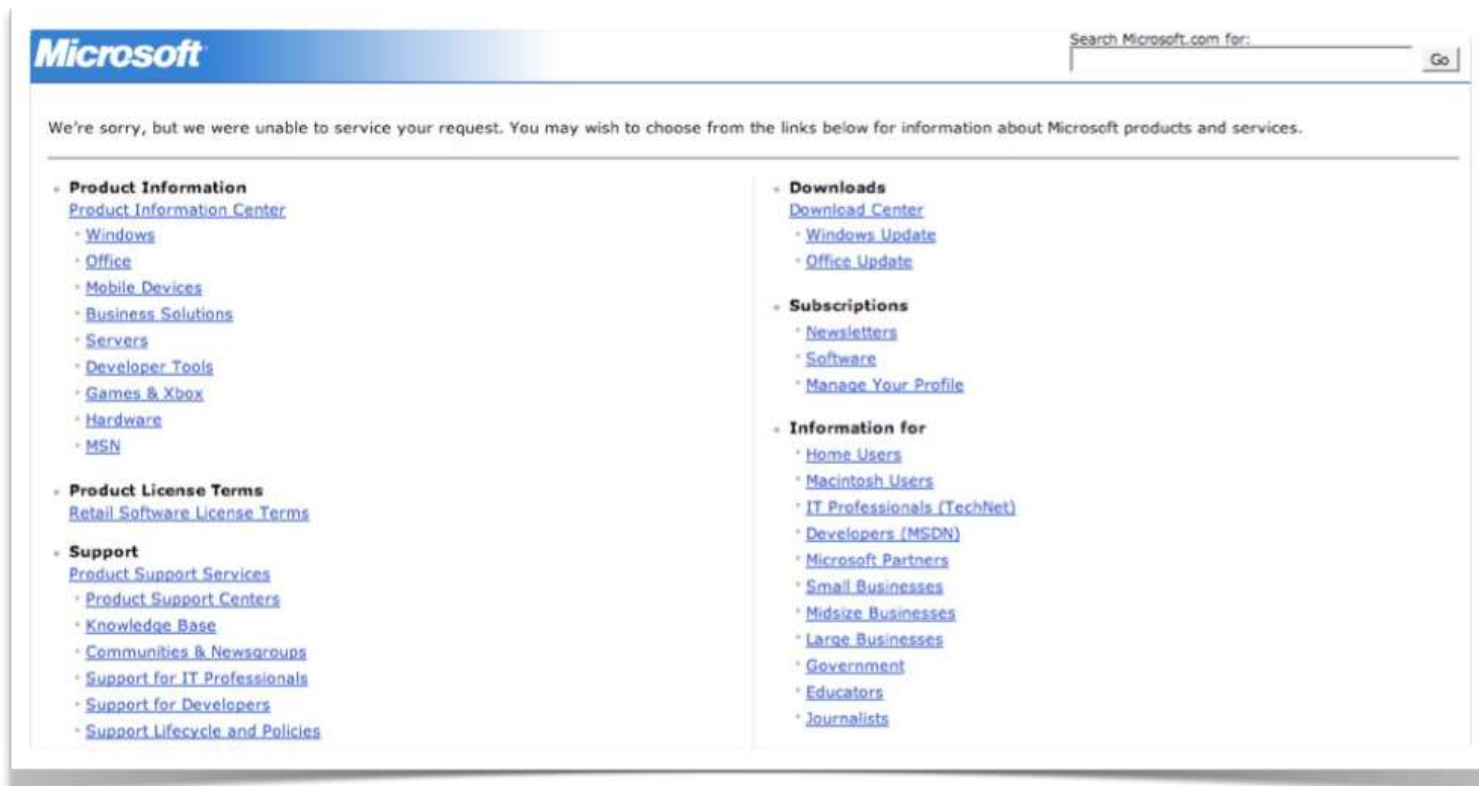 Microsoft
Search Microsoft.com for:
Go
We're sorry, but we were unable to service your request. You may wish to choose from the links below for information about Microsoft products and services.
Product Information
Product Information Center
Windows
Office
Mobile Devices
Business Solutions
Servers
Developer Tools
Games & Xbox
Hardware
MSN
Product License Terms
Retail Software License Terms
Support
Product Support Services
Product Support Centers
Knowledge Base
Communities & Newsgroups
Support for IT Professionals
Support for Developers
Support Lifecycle and Policies
Downloads
Download Center
Windows Update
Office Update
Subscriptions
Newsletters
Software
Manage Your Profile
Information for
Home Users
Macintosh Users
IT Professionals (TechNet)
Developers (MSDN)
Microsoft Partners
Small Businesses
Midsize Businesses
Large Businesses
Government
Educators
Journalists